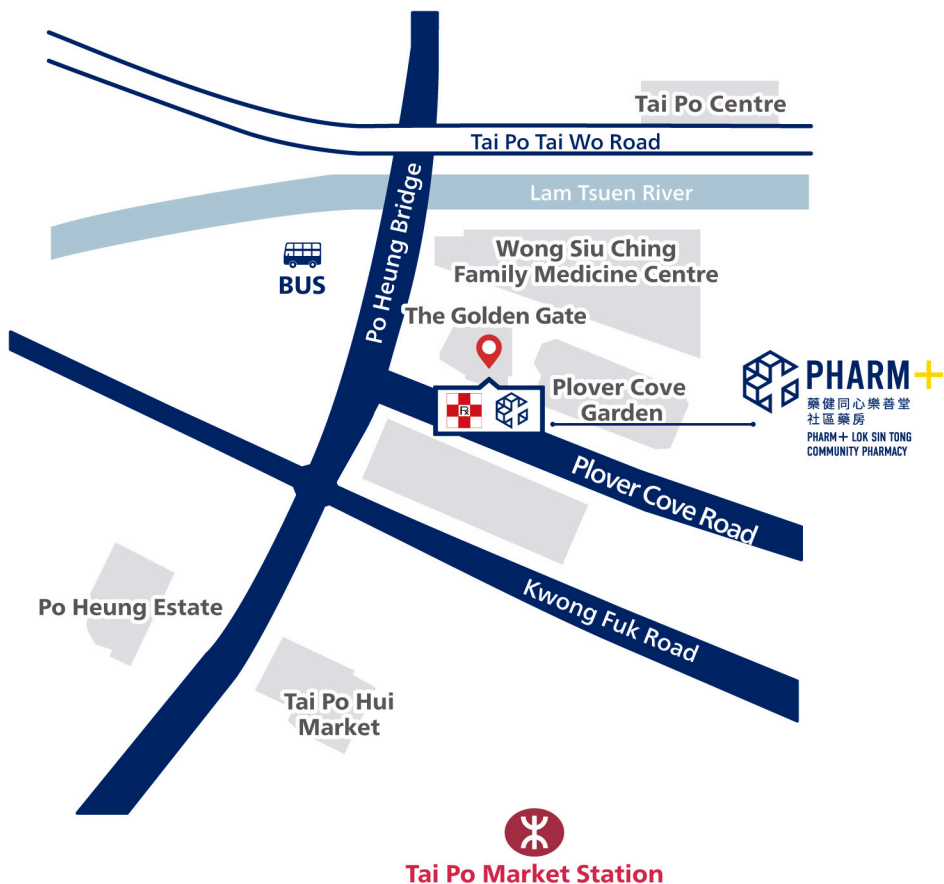 Tai Po Centre
Tai Po Tai Wo Road
Lam Tsuen River
Po Heung Bridge
BUS
Wong Siu Ching
Family Medicine Centre
The Golden Gate
Rx
Plover Cove
Garden
PHARM+
藥健同心樂善堂
社區藥房
PHARM+ LOK SIN TONG
COMMUNITY PHARMACY
Plover Cove Road
Kwong Fuk Road
Po Heung Estate
Tai Po Hui
Market
Tai Po Market Station